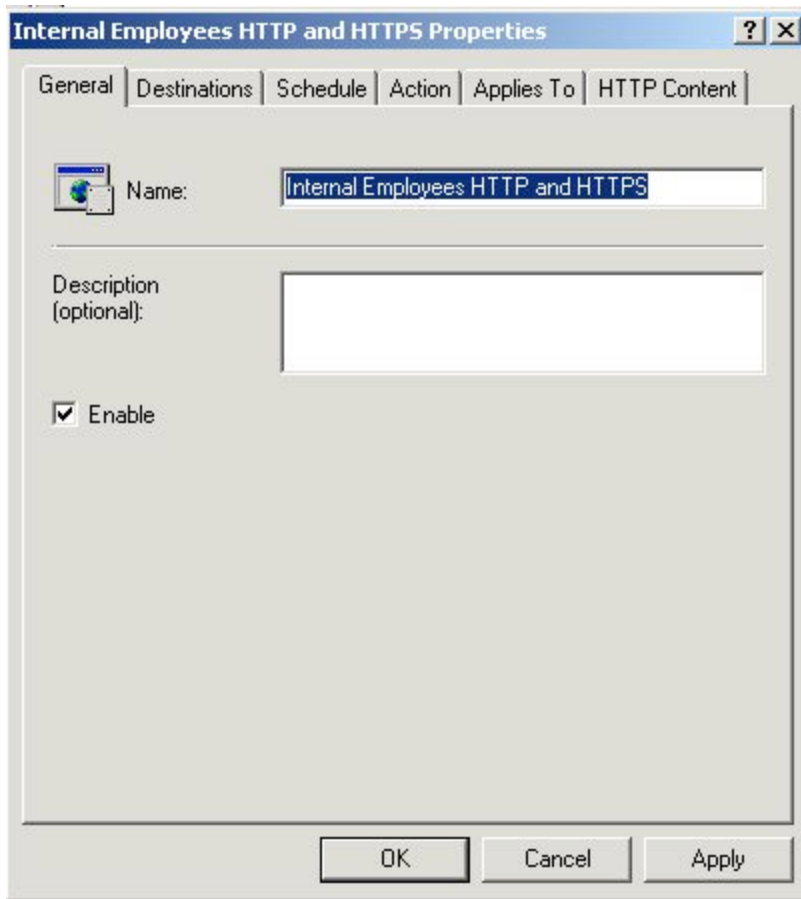 Internal Employees HTTP and HTTPS Properties
General Destinations Schedule Action Applies To HTTP Content
Name: Internal Employees HTTP and HTTPS
Description
(optional):
Enable
OK Cancel Apply